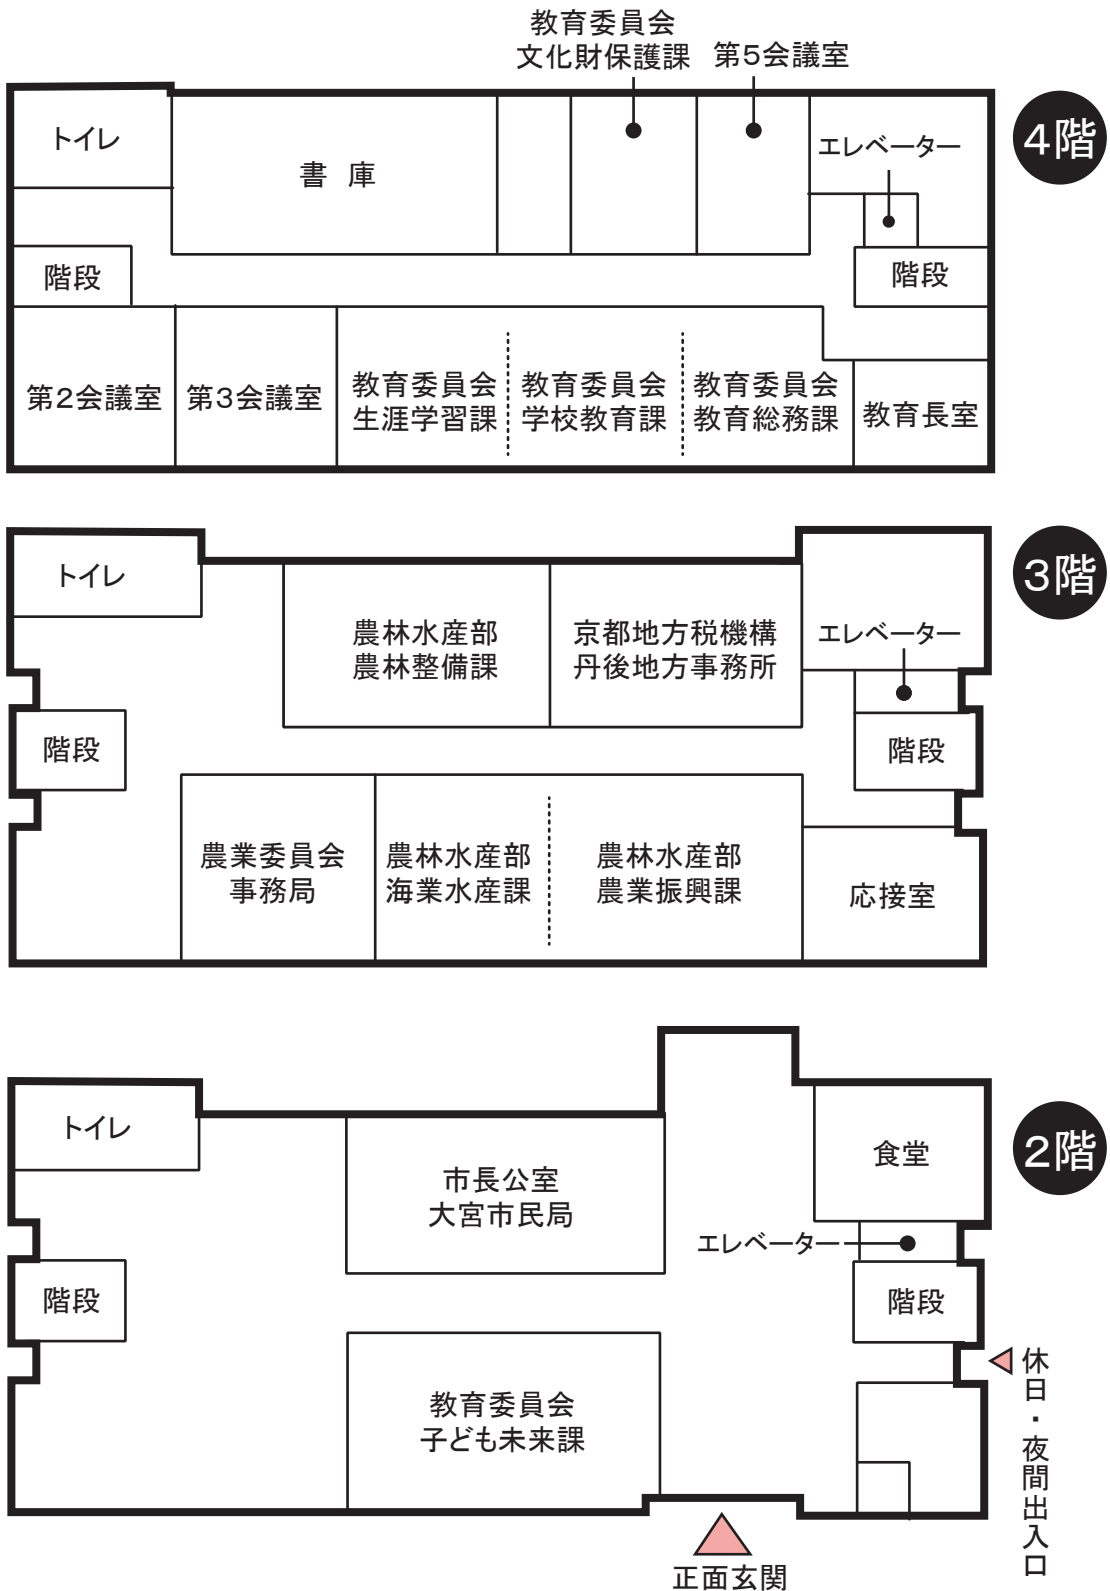 教育委員会
文化財保護課
第5会議室
4階
トイレ
書 庫
エレベーター
階段
階段
第2会議室
第3会議室
教育委員会
生涯学習課
教育委員会
学校教育課
教育委員会
教育総務課
教育長室
3階
トイレ
農林水産部
農林整備課
京都地方税機構
丹後地方事務所
エレベーター
階段
階段
農業委員会
事務局
農林水産部
海業水産課
農林水産部
農業振興課
応接室
2階
トイレ
市長公室
大宮市民局
食堂
エレベーター
階段
階段
教育委員会
子ども未来課
休日・夜間出入口
正面玄関